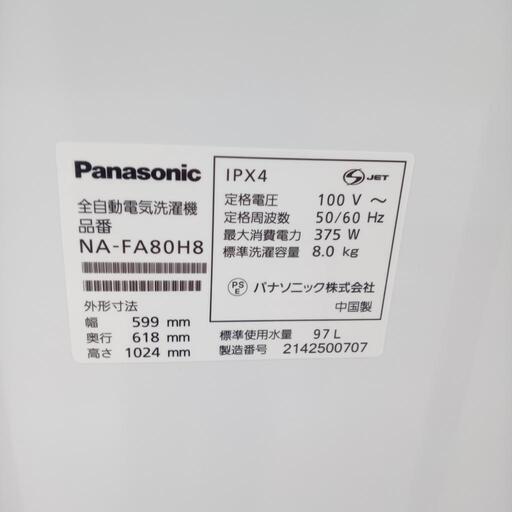 Panasonic
全自動電気洗濯機
品番
NA-FA80H8
外形寸法
幅 599 mm
奥行 618 mm
高さ 1024 mm
IPX4
S JET
定格電圧 100 V ～
定格周波数 50/60 Hz
最大消費電力 375 W
標準洗濯容量 8.0 kg
PS E パナソニック株式会社
中国製
標準使用水量 97 L
製造番号 2142500707